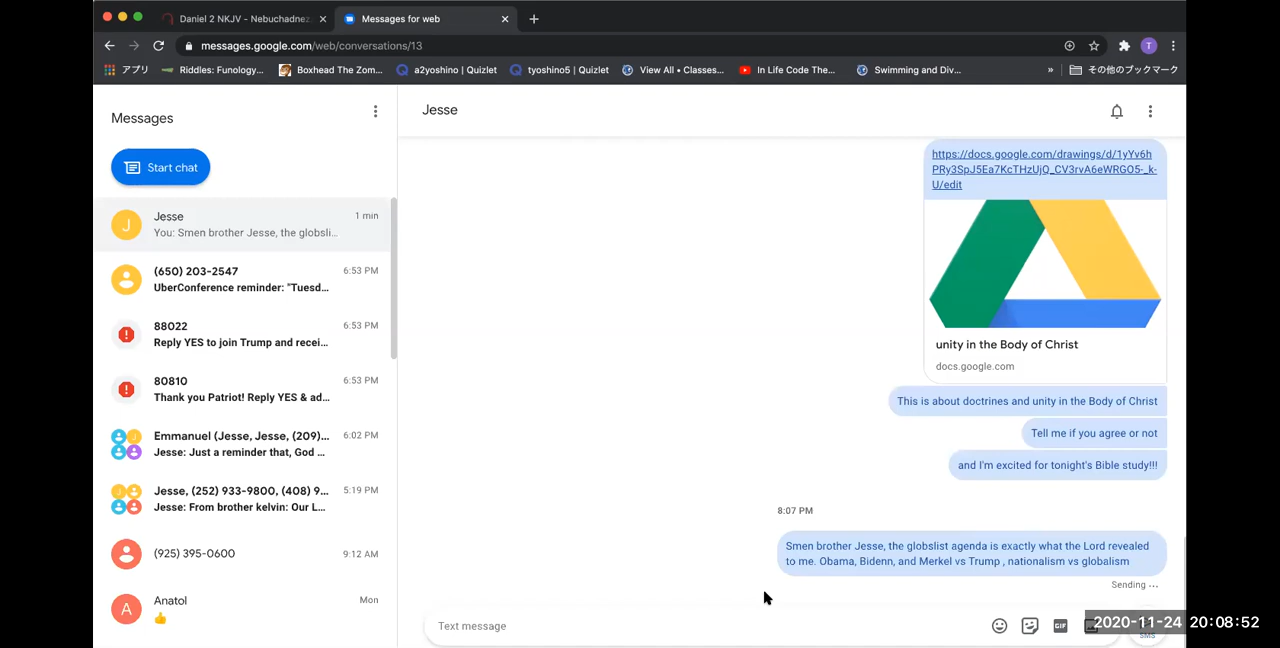 Daniel 2 NKJV - Nebuchadnez
Messages for web
messages.google.com/web/conversations/13
T
アプリ
Riddles: Funology...
Boxhead The Zom...
a2yoshino | Quizlet
tyoshino5 | Quizlet
View All • Classes...
In Life Code The...
Swimming and Div...
»
その他のブックマーク
Messages
Start chat
Jesse
J
Jesse
1 min
You: Smen brother Jesse, the globsli...
(650) 203-2547
6:53 PM
UberConference reminder: "Tuesd...
88022
6:53 PM
Reply YES to join Trump and recei...
80810
6:53 PM
Thank you Patriot! Reply YES & ad...
Emmanuel (Jesse, Jesse, (209)...
6:02 PM
Jesse: Just a reminder that, God ...
Jesse, (252) 933-9800, (408) 9...
5:19 PM
Jesse: From brother kelvin: Our L...
(925) 395-0600
9:12 AM
A
Anatol
Mon
👍
https://docs.google.com/drawings/d/1yYv6h
PRy3SpJ5Ea7KcTHzUjQ_CV3rvA6eWRGO5-_k-
U/edit
unity in the Body of Christ
docs.google.com
This is about doctrines and unity in the Body of Christ
Tell me if you agree or not
and I'm excited for tonight's Bible study!!!
8:07 PM
Smen brother Jesse, the globslist agenda is exactly what the Lord revealed
to me. Obama, Bidenn, and Merkel vs Trump , nationalism vs globalism
Sending ...
Text message
GIF
SMS
2020-11-24 20:08:52